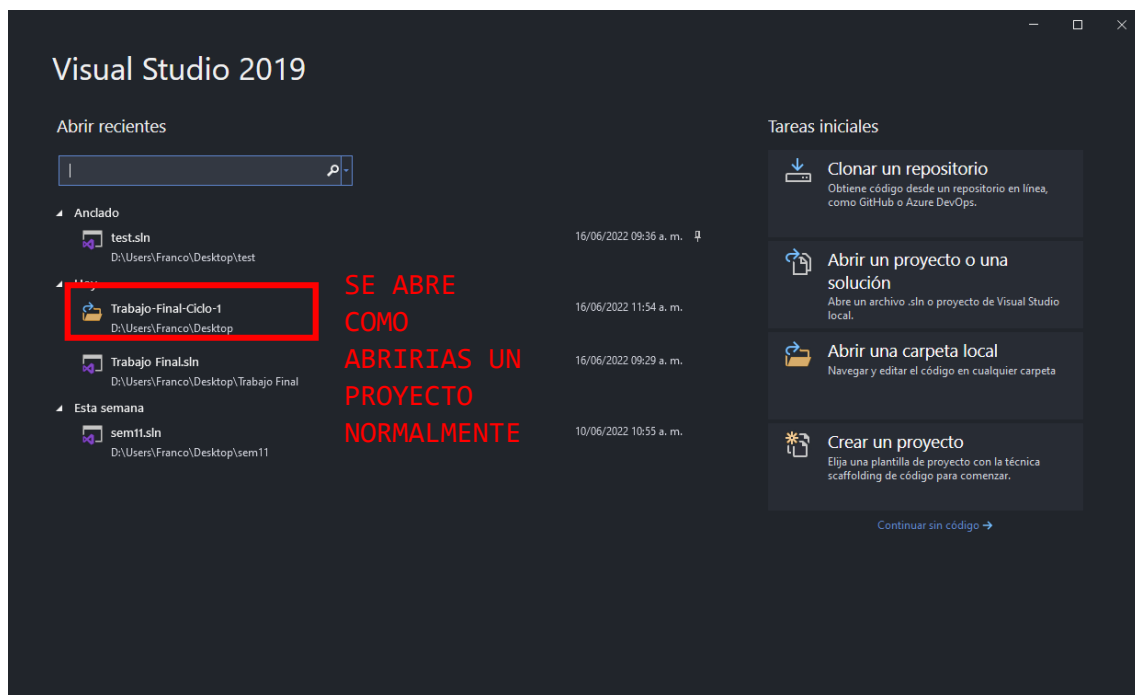 Visual Studio 2019
Abrir recientes
Anclado
test.sln
16/06/2022 09:36 a. m.
D:\Users\Franco\Desktop\test
Hoy
Trabajo-Final-Ciclo-1
16/06/2022 11:54 a. m.
D:\Users\Franco\Desktop
Trabajo Final.sln
16/06/2022 09:29 a. m.
D:\Users\Franco\Desktop\Trabajo Final
Esta semana
sem11.sln
10/06/2022 10:55 a. m.
D:\Users\Franco\Desktop\sem11
SE ABRE
COMO
ABRIRIAS UN
PROYECTO
NORMALMENTE
Tareas iniciales
Clonar un repositorio
Obtiene código desde un repositorio en línea,
como GitHub o Azure DevOps.
Abrir un proyecto o una
solución
Abre un archivo .sln o proyecto de Visual Studio
local.
Abrir una carpeta local
Navegar y editar el código en cualquier carpeta
Crear un proyecto
Elija una plantilla de proyecto con la técnica
scaffolding de código para comenzar.
Continuar sin código →